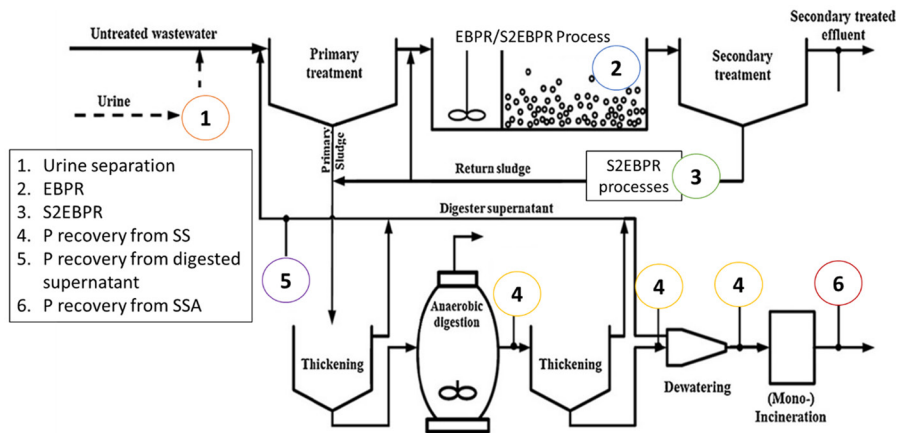 Untreated wastewater
Urine
1
Primary
treatment
EBPR/S2EBPR Process
2
Secondary
treatment
Secondary treated
effluent
Primary
Sludge
Return sludge
S2EBPR
processes
3
1. Urine separation
2. EBPR
3. S2EBPR
4. P recovery from SS
5. P recovery from digested
supernatant
6. P recovery from SSA
Digester supernatant
5
Thickening
Anaerobic
digestion
4
Thickening
4
Dewatering
4
(Mono-)
Incineration
6